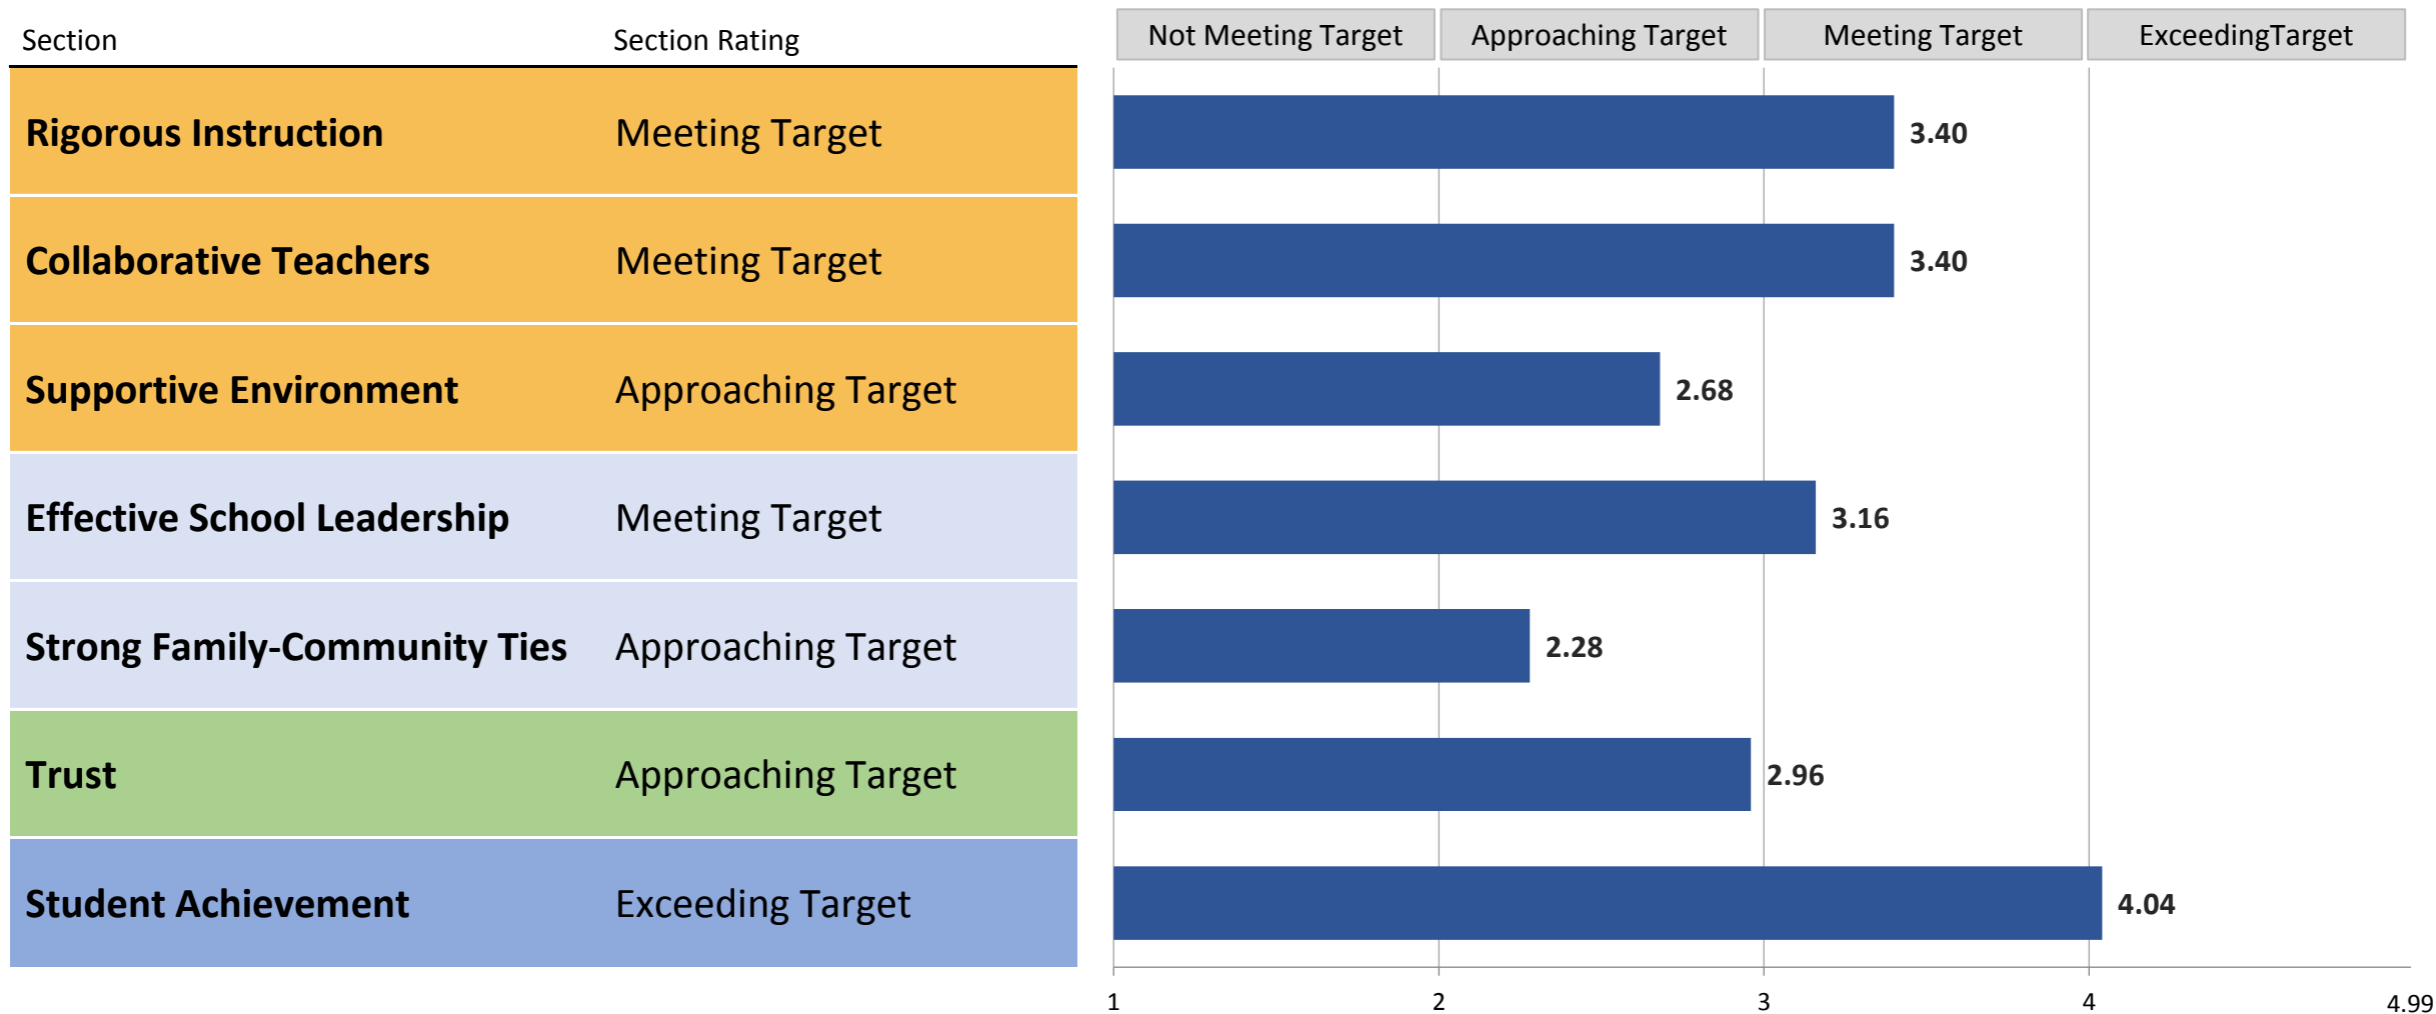 Section Section Rating Not Meeting Target Approaching Target Meeting Target ExceedingTarget
Rigorous Instruction Meeting Target 3.40
Collaborative Teachers Meeting Target 3.40
Supportive Environment Approaching Target 2.68
Effective School Leadership Meeting Target 3.16
Strong Family-Community Ties Approaching Target 2.28
Trust Approaching Target 2.96
Student Achievement Exceeding Target 4.04
1 2 3 4 4.99